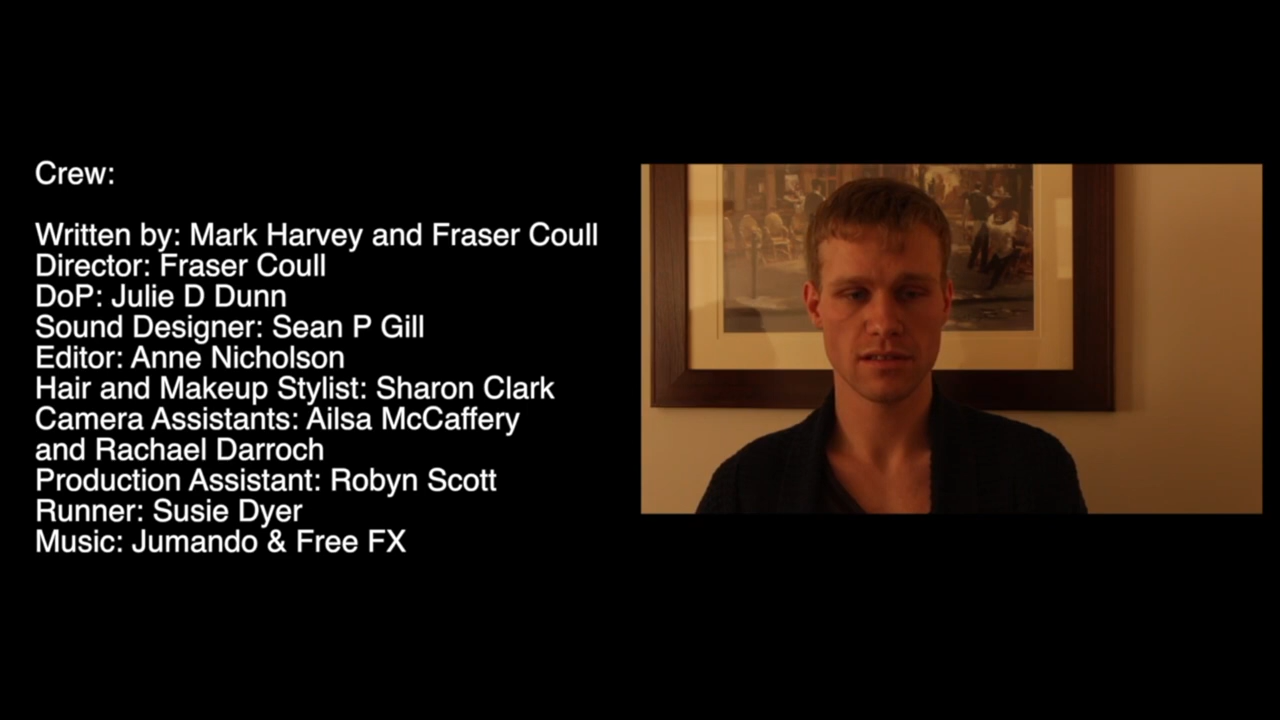 Crew:
Written by: Mark Harvey and Fraser Coull
Director: Fraser Coull
DoP: Julie D Dunn
Sound Designer: Sean P Gill
Editor: Anne Nicholson
Hair and Makeup Stylist: Sharon Clark
Camera Assistants: Ailsa McCaffery
and Rachael Darroch
Production Assistant: Robyn Scott
Runner: Susie Dyer
Music: Jumando & Free FX